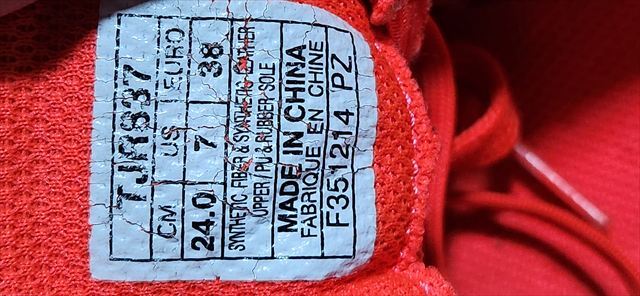 TJR837
CM US EURO
24.0 7 38
SYNTHETIC FIBER & SYNTHETIC LEATHER
UPPER / PU & RUBBER SOLE
MADE IN CHINA
FABRIQUE EN CHINE
F351214 PZ